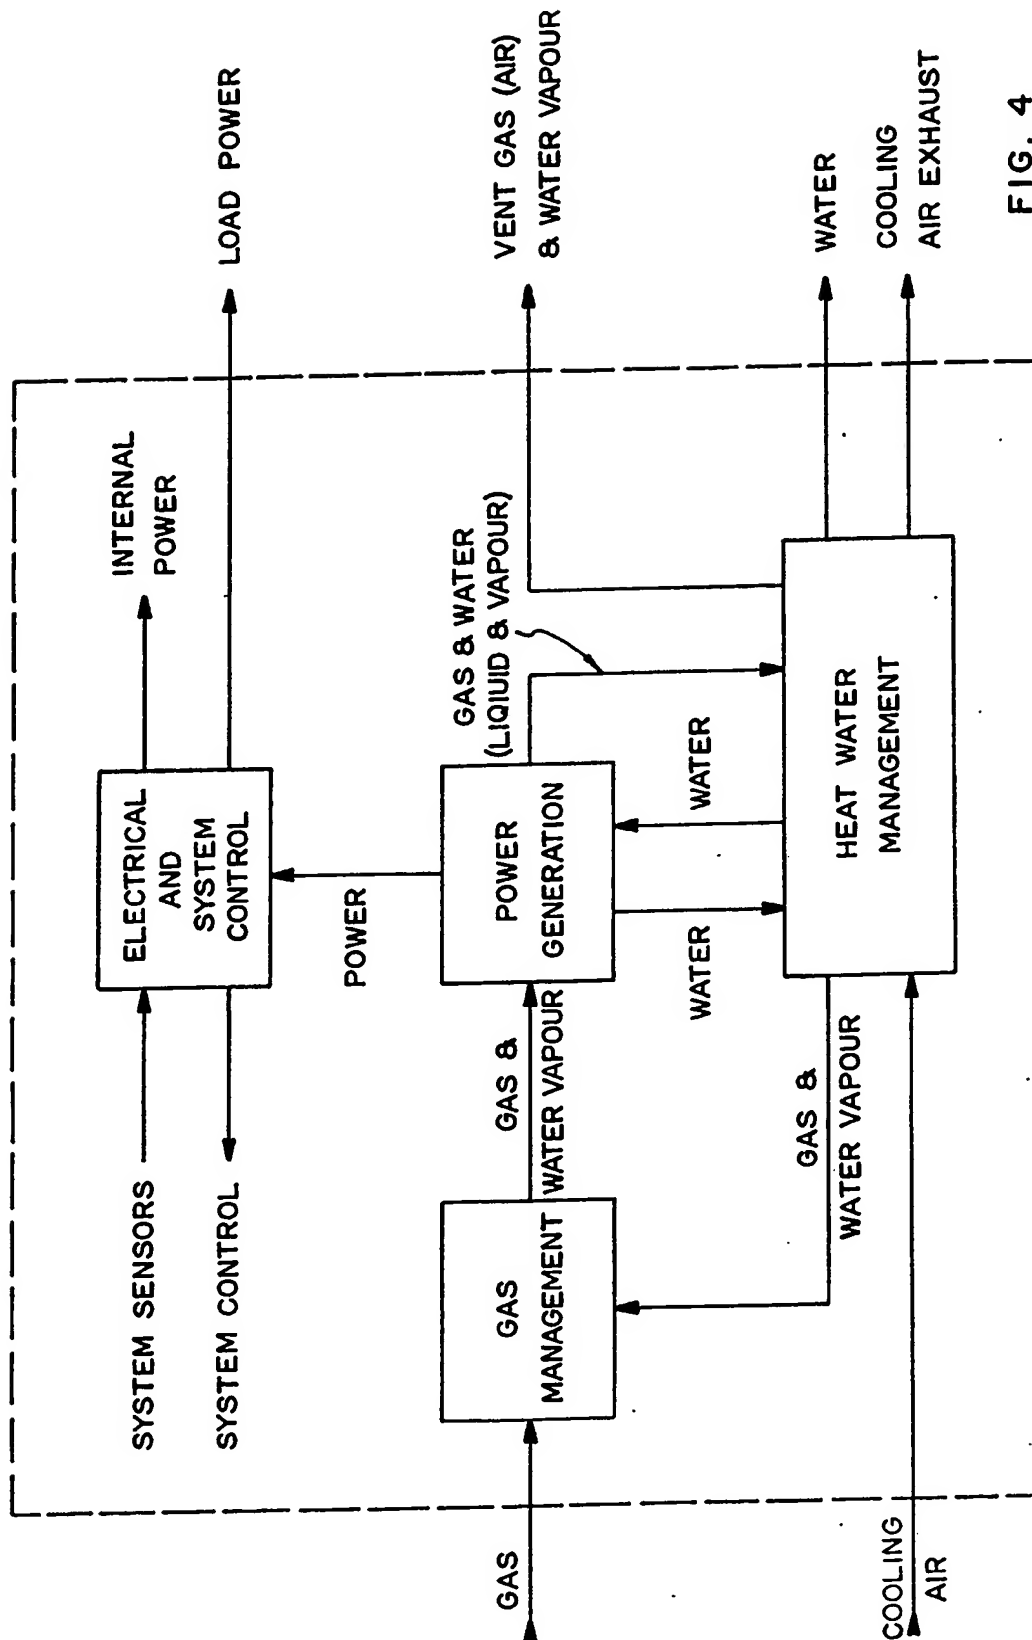 SYSTEM SENSORS
SYSTEM CONTROL
ELECTRICAL
AND
SYSTEM
CONTROL
INTERNAL
POWER
LOAD POWER
POWER
GAS
GAS
MANAGEMENT
GAS &
WATER VAPOUR
POWER
GENERATION
GAS & WATER
(LIQIUID & VAPOUR)
VENT GAS (AIR)
& WATER VAPOUR
WATER
WATER
GAS &
WATER VAPOUR
HEAT WATER
MANAGEMENT
WATER
COOLING
AIR EXHAUST
COOLING
AIR
FIG. 4